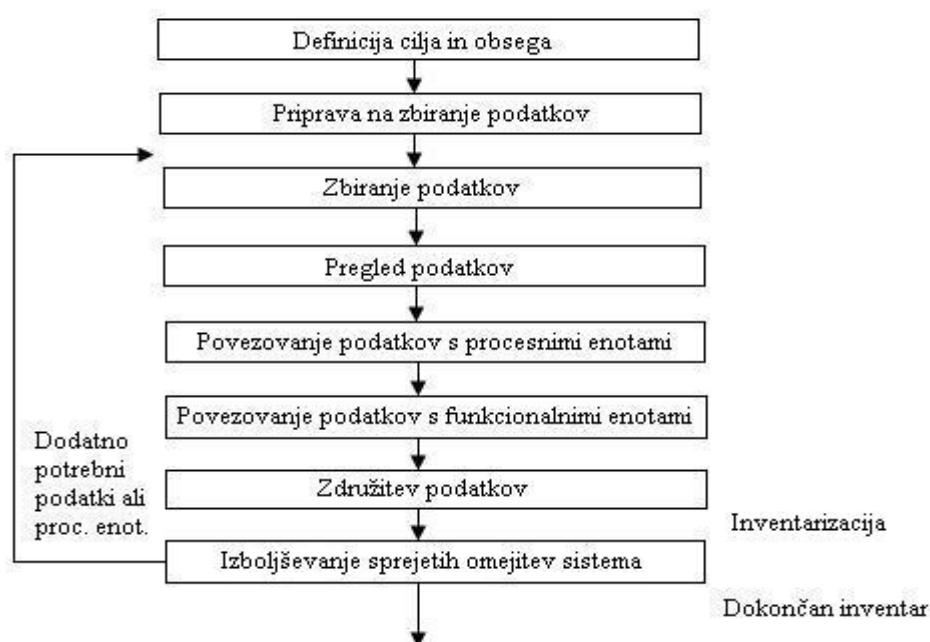 Definicija cilja in obsega
Priprava na zbiranje podatkov
Zbiranje podatkov
Pregled podatkov
Povezovanje podatkov s procesnimi enotami
Povezovanje podatkov s funkcionalnimi enotami
Združitev podatkov
Izboljševanje sprejetih omejitev sistema
Dodatno
potrebni
podatki ali
proc. enot.
Inventarizacija
Dokončan inventar